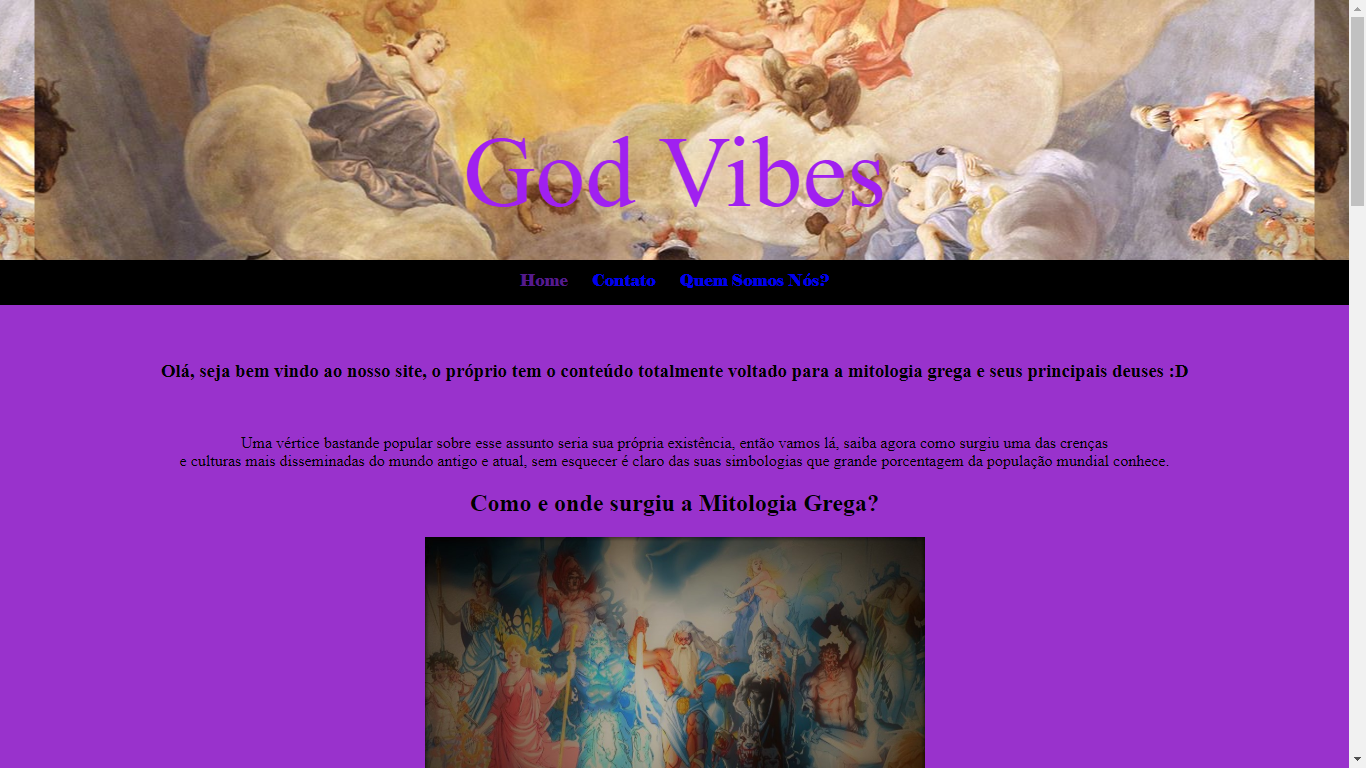 God Vibes
Home Contato Quem Somos Nós?
Olá, seja bem vindo ao nosso site, o próprio tem o conteúdo totalmente voltado para a mitologia grega e seus principais deuses :D
Uma vértice bastande popular sobre esse assunto seria sua própria existência, então vamos lá, saiba agora como surgiu uma das crenças
e culturas mais disseminadas do mundo antigo e atual, sem esquecer é claro das suas simbologias que grande porcentagem da população mundial conhece.
Como e onde surgiu a Mitologia Grega?